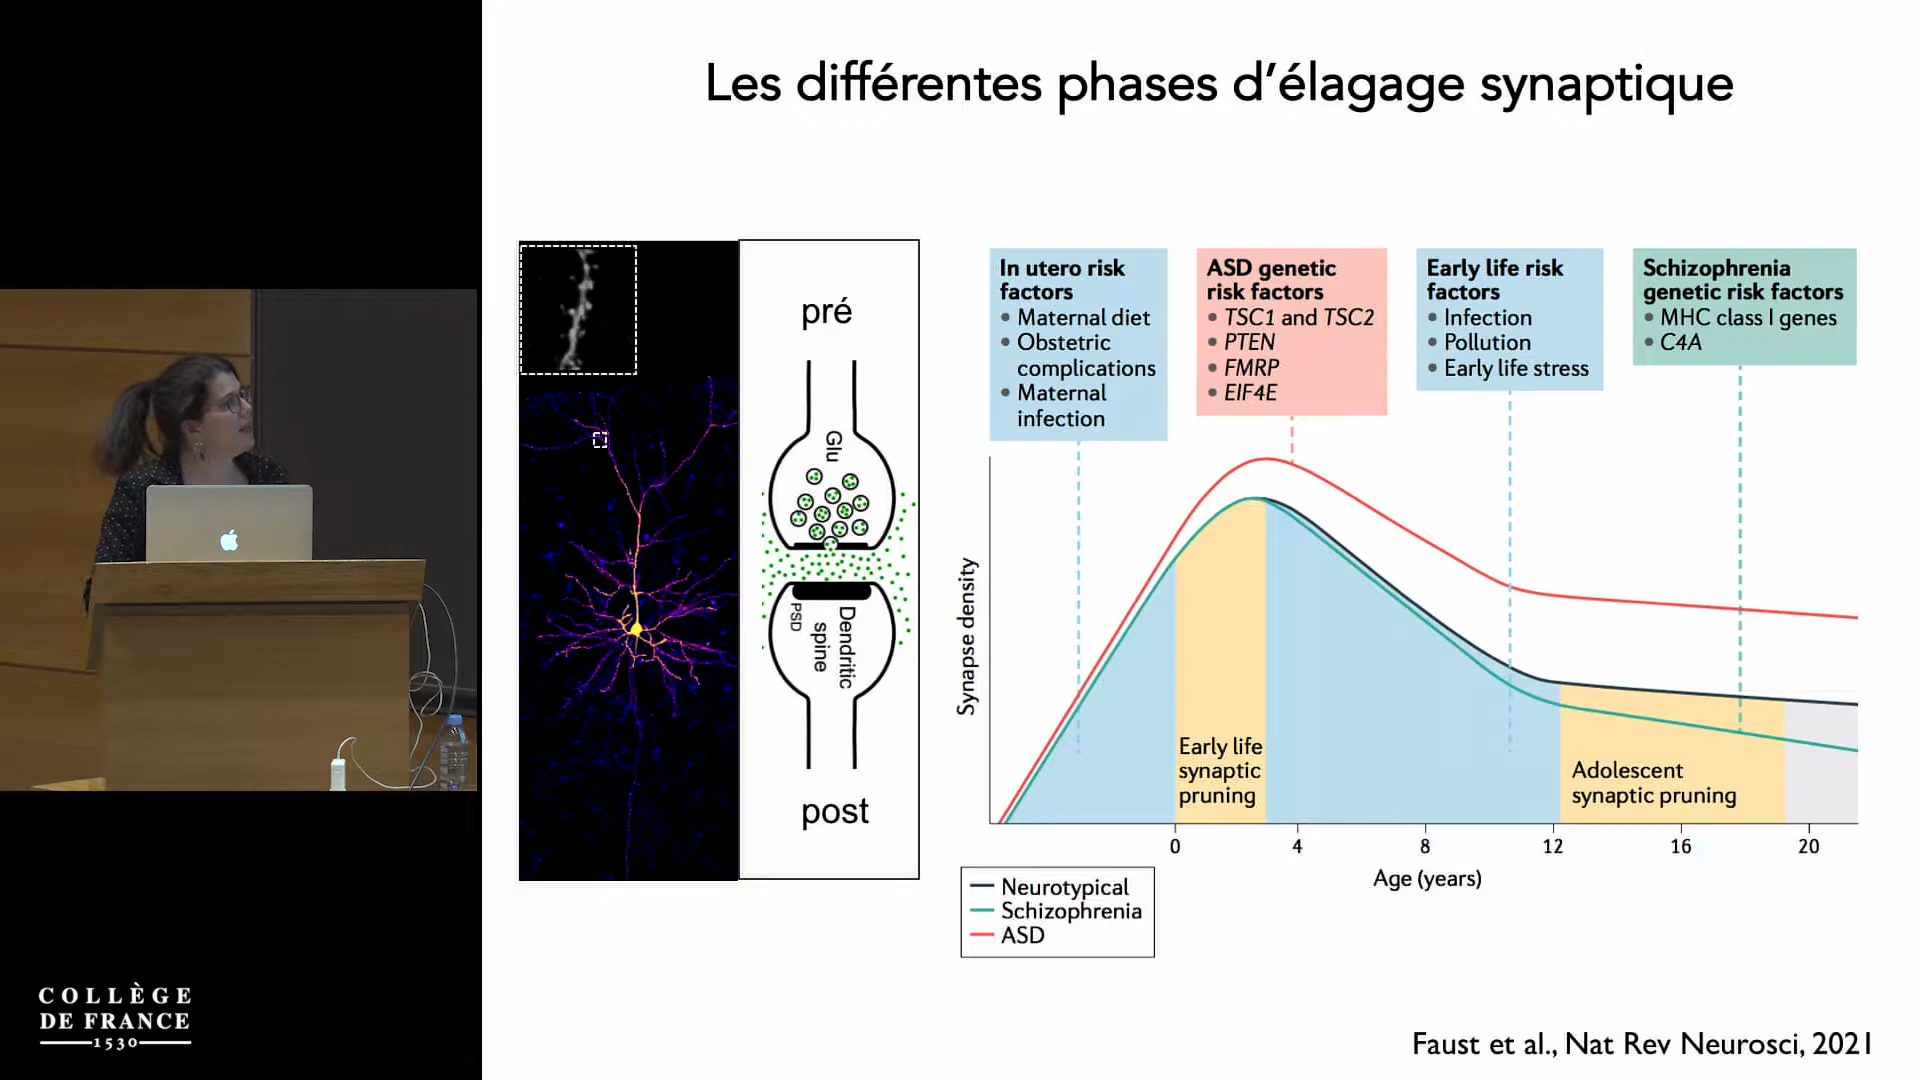 Les différentes phases d’élagage synaptique
pré
Glu
PSD
Dendritic
spine
post
In utero risk
factors
• Maternal diet
• Obstetric
complications
• Maternal
infection
ASD genetic
risk factors
• TSC1 and TSC2
• PTEN
• FMRP
• EIF4E
Early life risk
factors
• Infection
• Pollution
• Early life stress
Schizophrenia
genetic risk factors
• MHC class I genes
• C4A
Synapse density
Early life
synaptic
pruning
Adolescent
synaptic pruning
0 4 8 12 16 20
Age (years)
Neurotypical
Schizophrenia
ASD
COLLÈGE
DE FRANCE
1530
Faust et al., Nat Rev Neurosci, 2021